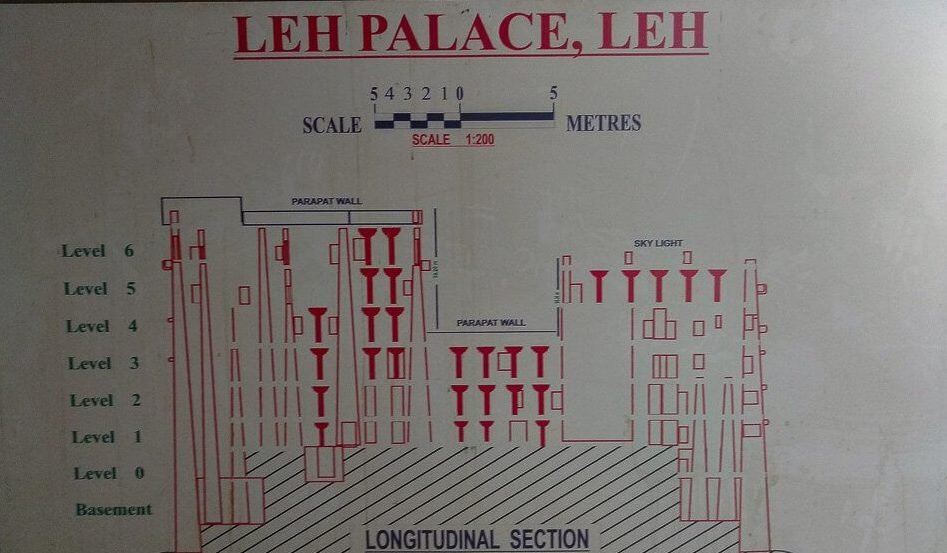 LEH PALACE, LEH
5 4 3 2 1 0 5
SCALE METRES
SCALE 1:200
PARAPAT WALL
SKY LIGHT
Level 6
Level 5
Level 4
PARAPAT WALL
Level 3
Level 2
Level 1
Level 0
Basement
LONGITUDINAL SECTION